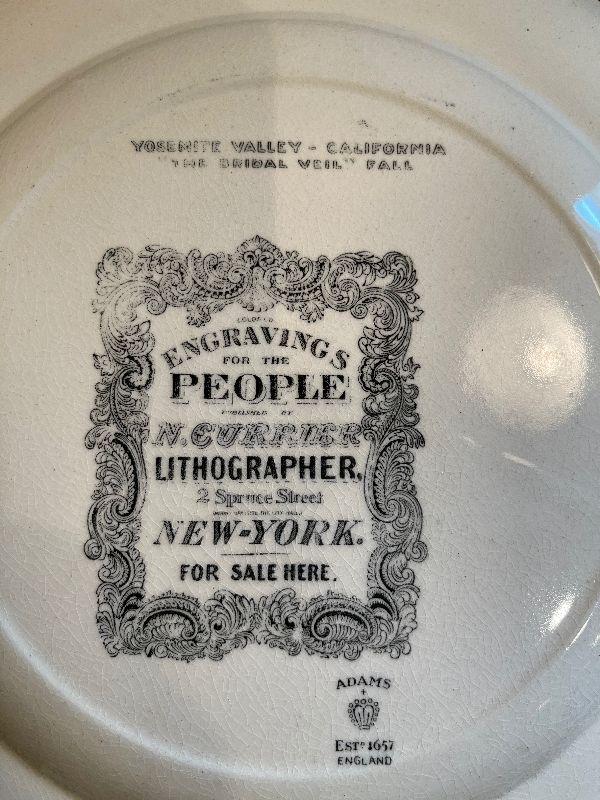 YOSEMITE VALLEY - CALIFORNIA
"THE BRIDAL VEIL" FALL
COLORED
ENGRAVINGS
FOR THE
PEOPLE
PUBLISHED BY
N. CURRIER
LITHOGRAPHER,
2 Spruce Street
NEW-YORK.
FOR SALE HERE.
ADAMS
ESTD 1657
ENGLAND